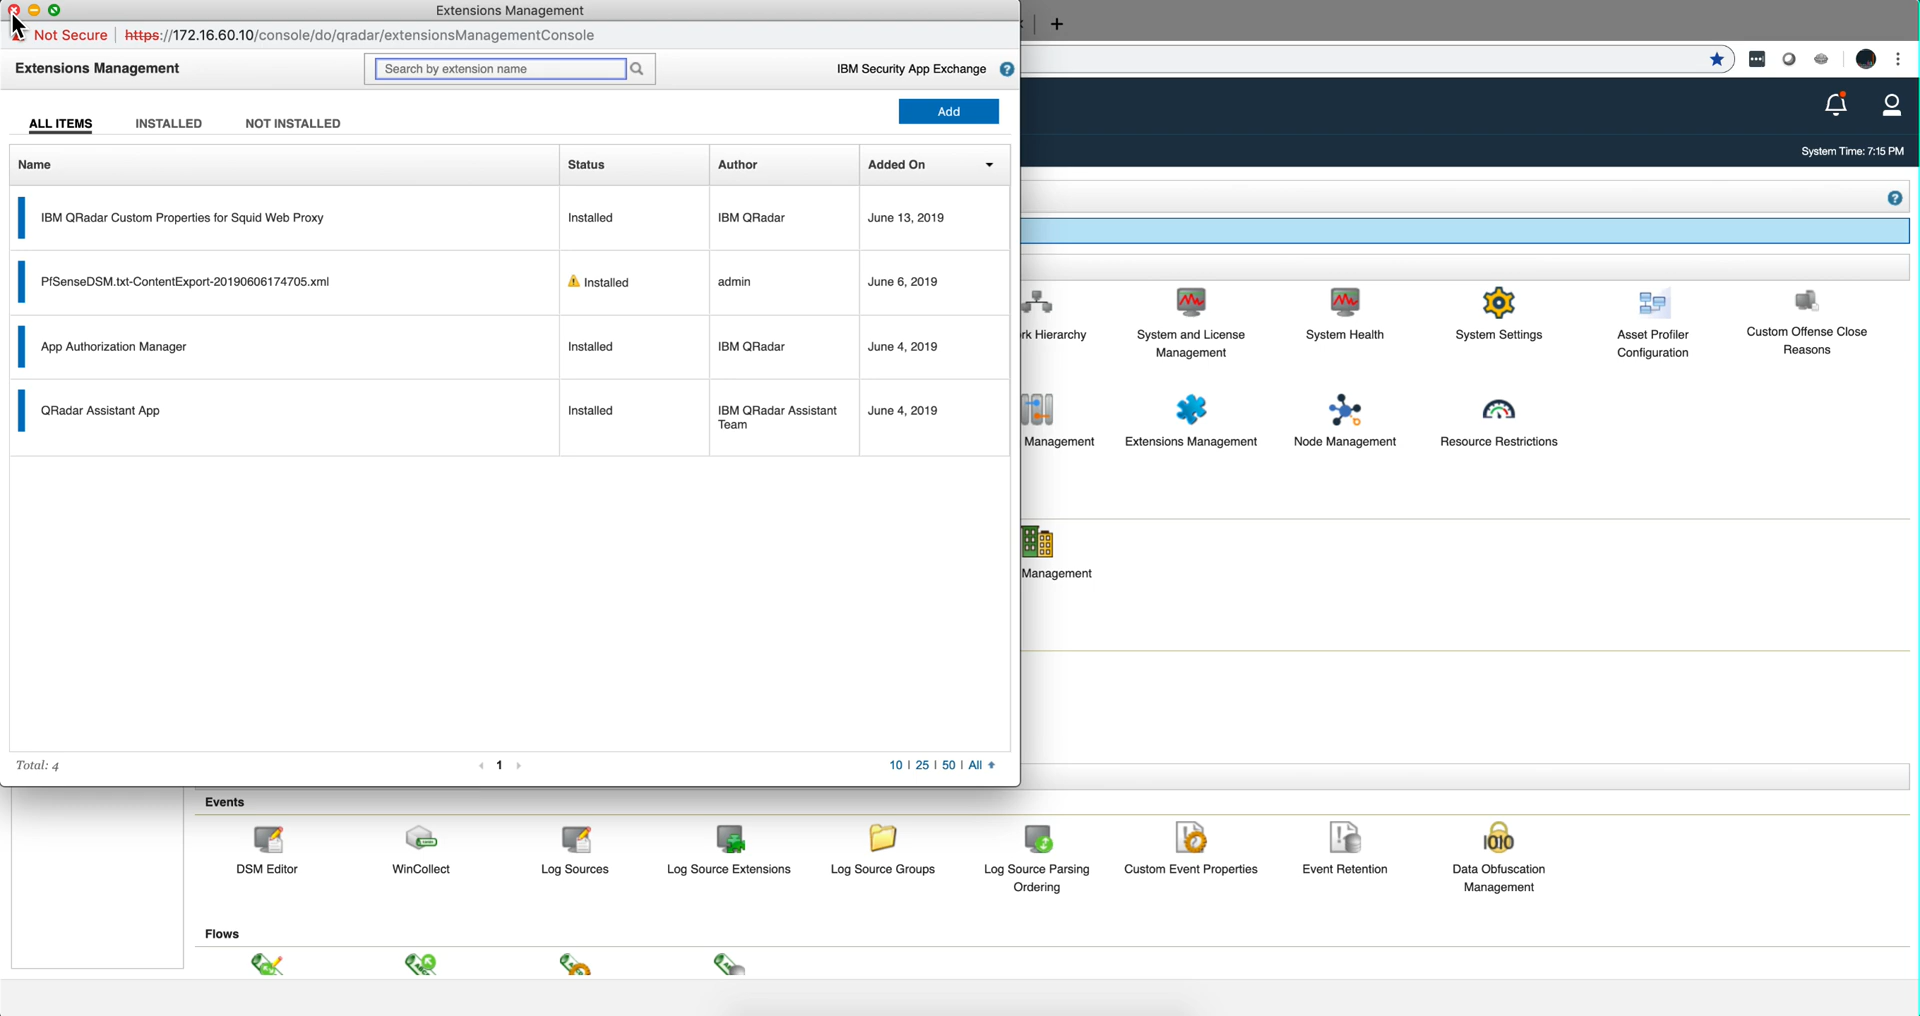 Extensions Management
Not Secure | https://172.16.60.10/console/do/qradar/extensionsManagementConsole
Extensions Management
Search by extension name
IBM Security App Exchange
?
Add
ALL ITEMS
INSTALLED
NOT INSTALLED
Name
Status
Author
Added On
IBM QRadar Custom Properties for Squid Web Proxy
Installed
IBM QRadar
June 13, 2019
PfSenseDSM.txt-ContentExport-20190606174705.xml
Installed
admin
June 6, 2019
App Authorization Manager
Installed
IBM QRadar
June 4, 2019
QRadar Assistant App
Installed
IBM QRadar Assistant
Team
June 4, 2019
Total: 4
1
10 | 25 | 50 | All
System Time: 7:15 PM
?
rk Hierarchy
System and License
Management
System Health
System Settings
Asset Profiler
Configuration
Custom Offense Close
Reasons
Management
Extensions Management
Node Management
Resource Restrictions
Management
Events
DSM Editor
WinCollect
Log Sources
Log Source Extensions
Log Source Groups
Log Source Parsing
Ordering
Custom Event Properties
Event Retention
1010
Data Obfuscation
Management
Flows